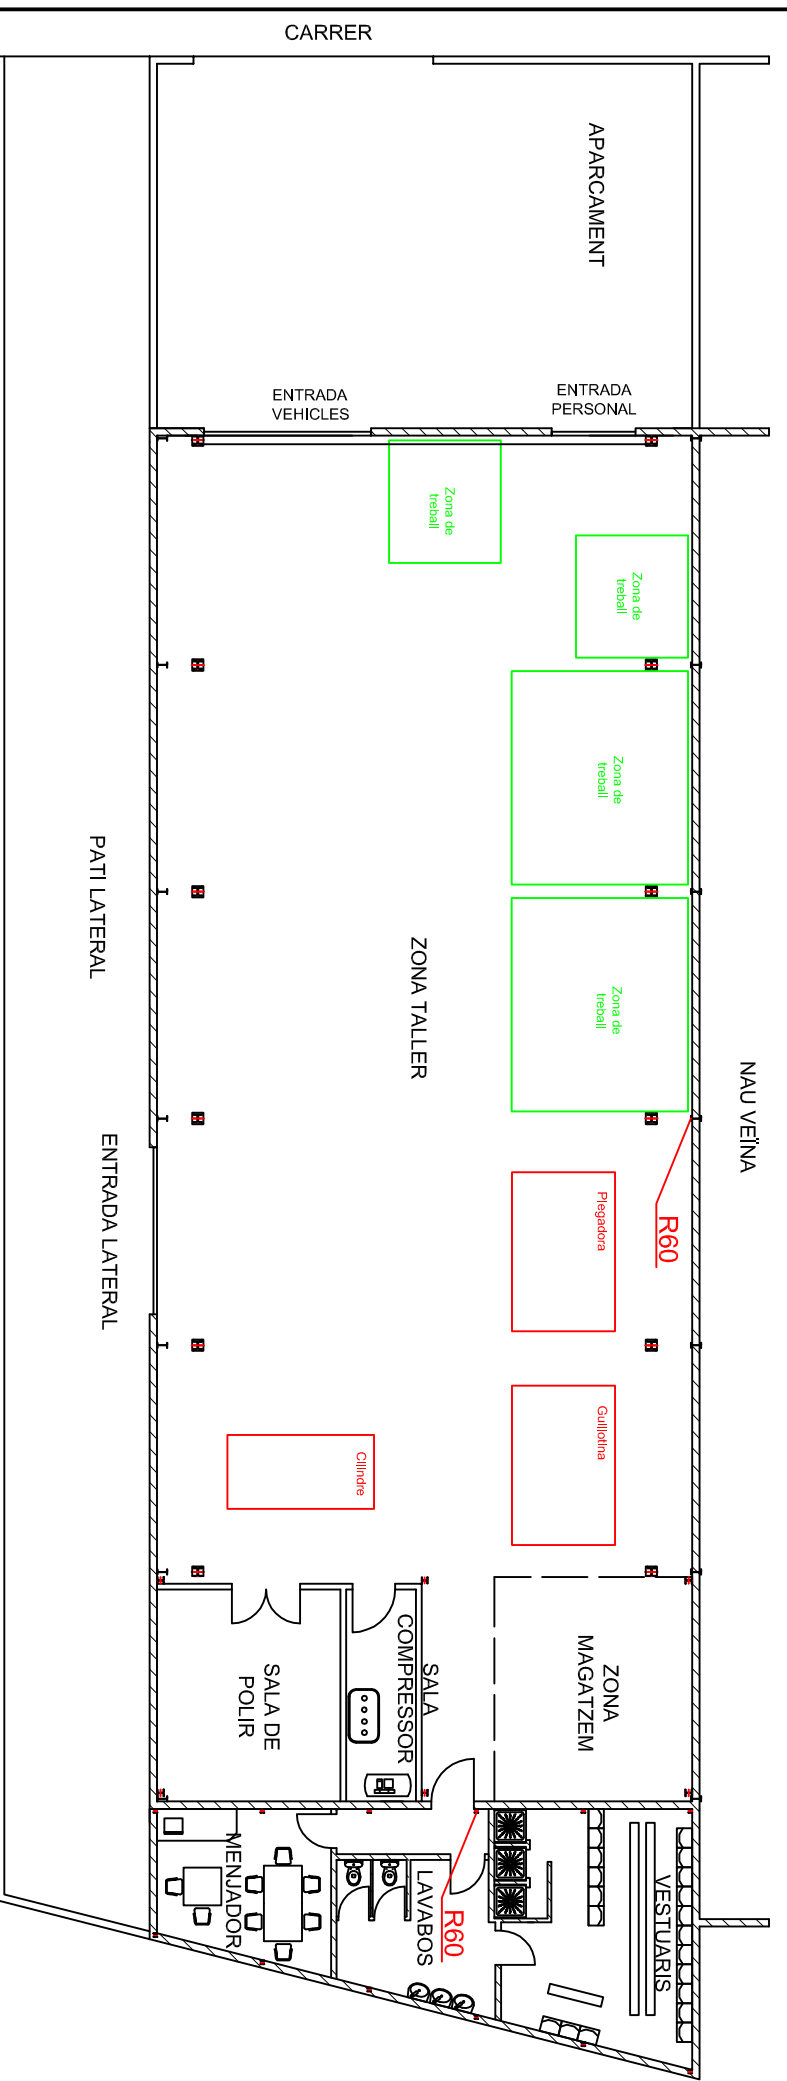 CARRER
APARCAMENT
ENTRADA
VEHICLES
ENTRADA
PERSONAL
Zona de
treball
Zona de
treball
Zona de
treball
Zona de
treball
PATI LATERAL
ZONA TALLER
NAU VEÏNA
ENTRADA LATERAL
R60
Plegadora
Guillotina
Cilindre
SALA DE
POLIR
SALA
COMPRESSOR
ZONA
MAGATZEM
MENJADOR
LAVABOS
R60
VESTUARIS